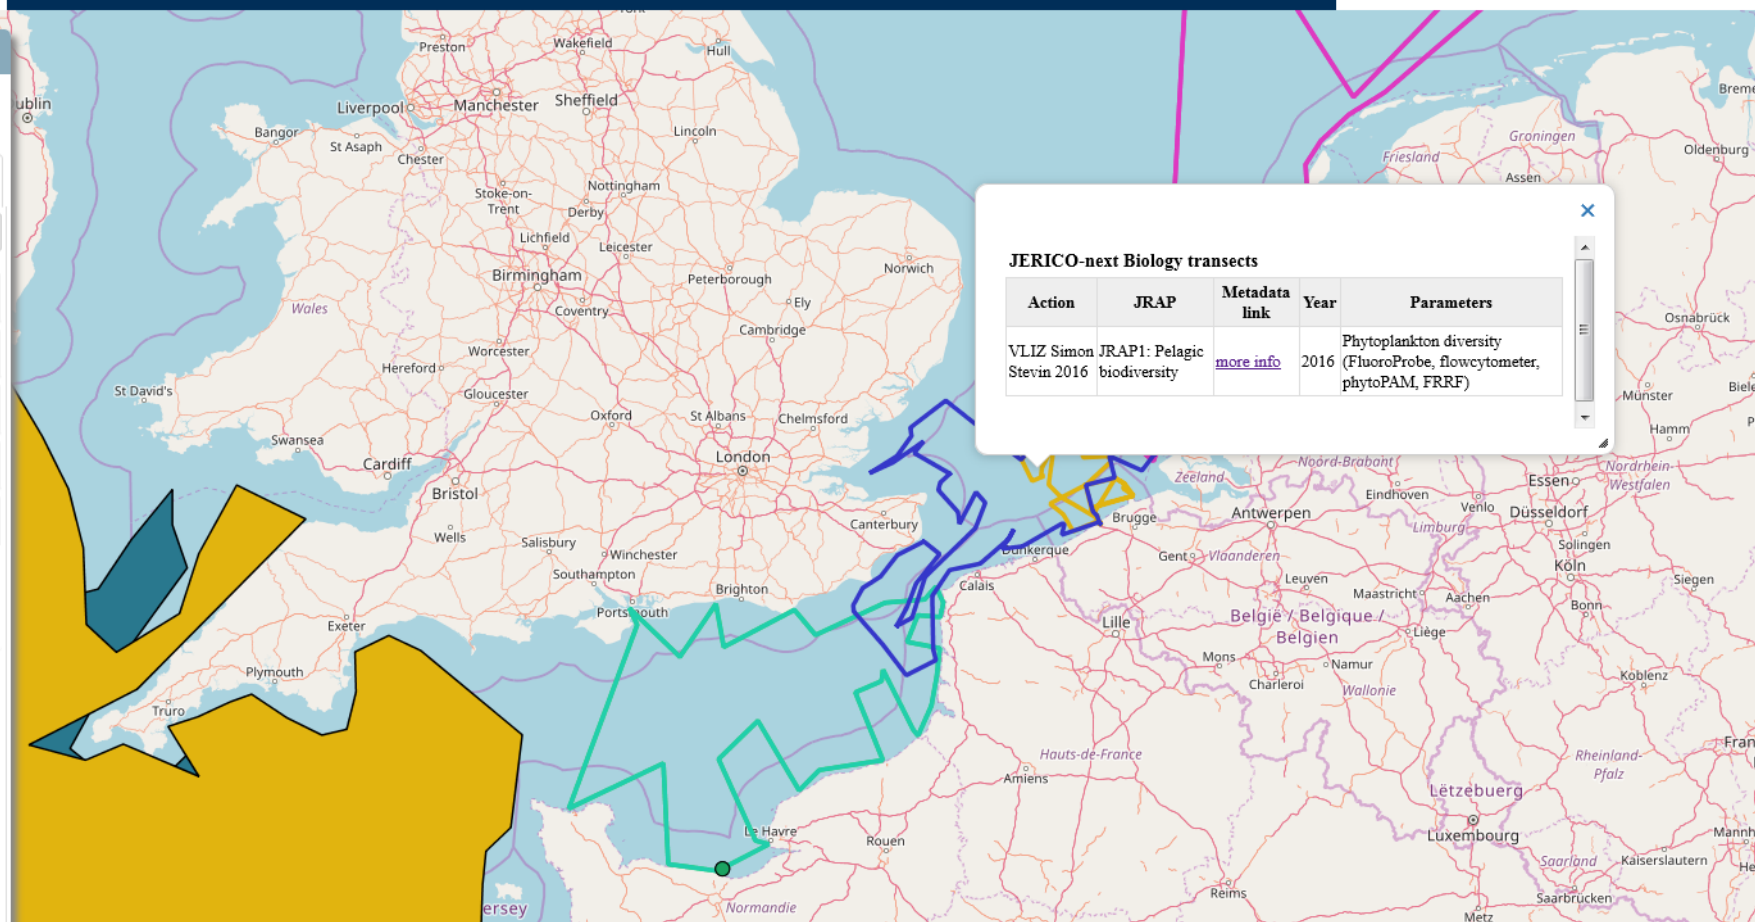 York
Preston
Wakefield
Hull
ublin
Liverpool
Manchester
Sheffield
Breme
Bangor
St Asaph
Chester
Lincoln
Groningen
Oldenburg
Friesland
Assen
Stoke-on-
Trent
Nottingham
Derby
Lichfield
Leicester
Birmingham
Peterborough
Norwich
Wales
Coventry
Ely
Cambridge
Worcester
Hereford
St David's
Gloucester
Oxford
St Albans
Chelmsford
Swansea
Cardiff
London
Bristol
×
JERICO-next Biology transects
Action JRAP Metadata link Year Parameters
VLIZ Simon Stevin 2016
JRAP1: Pelagic biodiversity
more info
2016
Phytoplankton diversity
(FluoroProbe, flowcytometer,
phytoPAM, FRRF)
Osnabrück
Biele
Münster
Hamm
Noord-Brabant
Zeeland
Nordrhein-
Westfalen
Essen
Eindhoven
Venlo
Düsseldorf
Antwerpen
Brugge
Limburg
Solingen
Canterbury
Wells
Salisbury
Winchester
Southampton
Dunkerque
Gent
Vlaanderen
Köln
Siegen
Brighton
Calais
Leuven
Maastricht
Aachen
Bonn
Portsmouth
Exeter
Lille
België / Belgique /
Belgien
Liège
Mons
Namur
Charleroi
Wallonie
Koblenz
Plymouth
Truro
Hauts-de-France
Amiens
Rheinland-
Pfalz
Fran
Lëtzebuerg
Luxembourg
Mannh
Le Havre
Rouen
Saarland
Kaiserslautern
He
Reims
Saarbrücken
ersey
Normandie
Metz